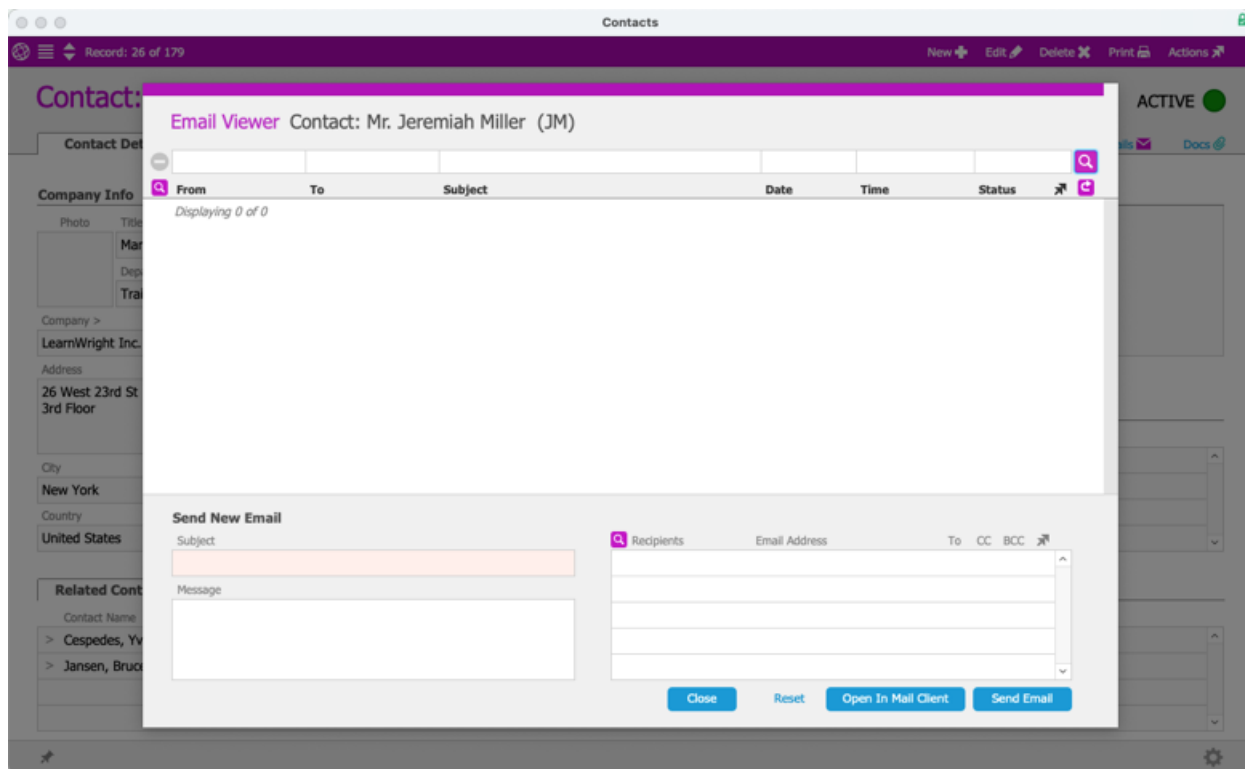 Contacts
Record: 26 of 179
New Edit Delete Print Actions
Contact:
ACTIVE
Email Viewer Contact: Mr. Jeremiah Miller (JM)
Contact Det
ails Docs
From To Subject Date Time Status
Company Info
Displaying 0 of 0
Photo Title
Mar
Dep
Trai
Company >
LearnWright Inc.
Address
26 West 23rd St
3rd Floor
City
New York
Country
United States
Send New Email
Subject
Recipients Email Address To CC BCC
Message
Related Cont
Contact Name
> Cespedes, Yv
> Jansen, Bruce
Close Reset Open In Mail Client Send Email